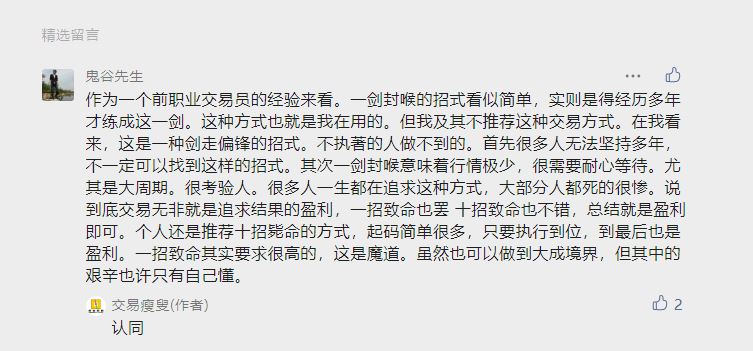 精选留言
鬼谷先生
作为一个前职业交易员的经验来看。一剑封喉的招式看似简单，实则是得经历多年
才练成这一剑。这种方式也就是我在用的。但我及其不推荐这种交易方式。在我看
来，这是一种剑走偏锋的招式。不执著的人做不到的。首先很多人无法坚持多年，
不一定可以找到这样的招式。其次一剑封喉意味着行情极少，很需要耐心等待。尤
其是大周期。很考验人。很多人一生都在追求这种方式，大部分人都死的很惨。说
到底交易无非就是追求结果的盈利，一招致命也罢 十招致命也不错，总结就是盈利
即可。个人还是推荐十招毙命的方式，起码简单很多，只要执行到位，到最后也是
盈利。一招致命其实要求很高的，这是魔道。虽然也可以做到大成境界，但其中的
艰辛也许只有自己懂。
交易瘦叟(作者)
2
认同